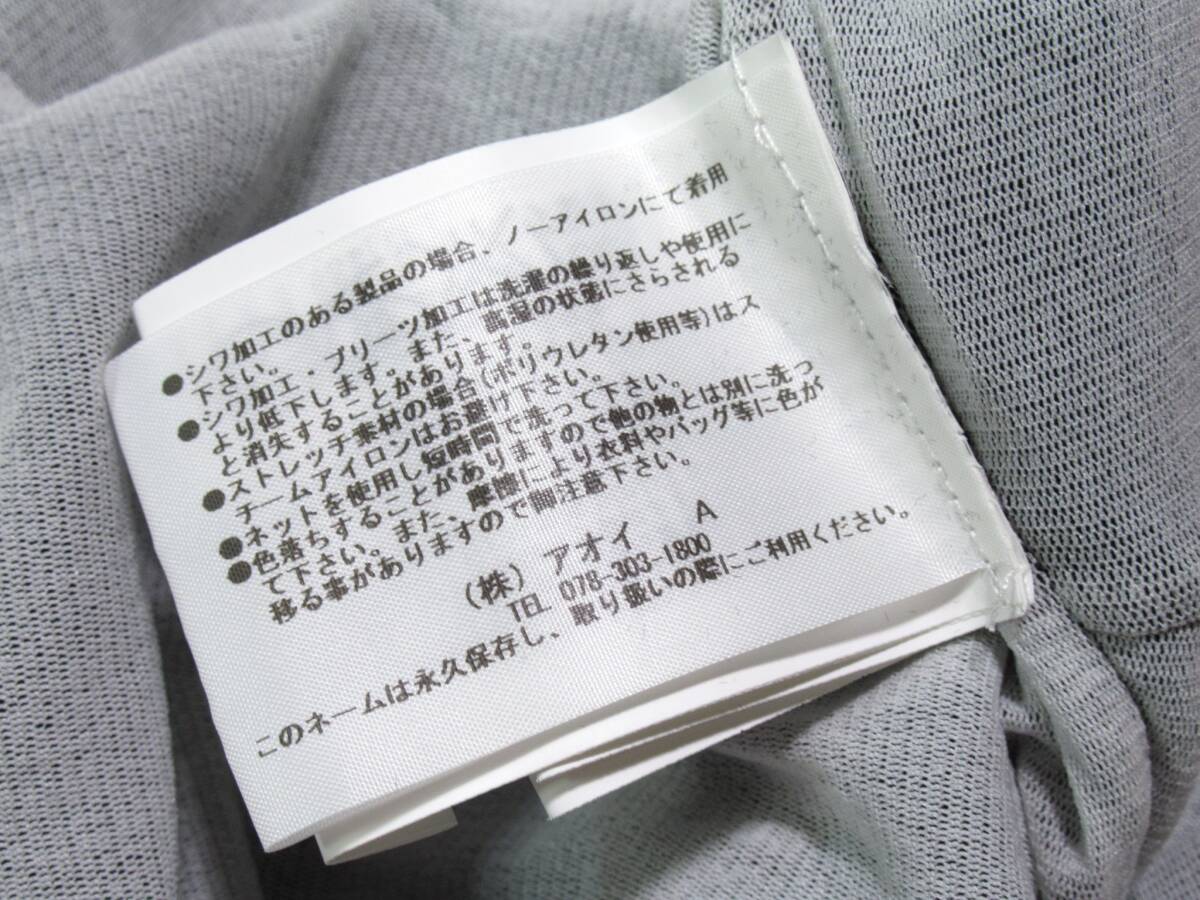 ●シワ加工のある製品の場合、ノーアイロンにて着用
下さい。
●シワ加工・プリーツ加工は洗濯の繰り返しや使用に
より低下します。また、高湿の状態にさらされる
と消失することがあります。
●ストレッチ素材の場合(ポリウレタン使用等)はス
チームアイロンはお避け下さい。
●ネットを使用し短時間で洗って下さい。
●色落ちすることがありますので他の物とは別に洗っ
て下さい。また、摩擦により衣料やバッグ等に色が
移る事がありますので御注意下さい。
(株) アオイ A
TEL 078-303-1800
このネームは永久保存し、取り扱いの際にご利用ください。